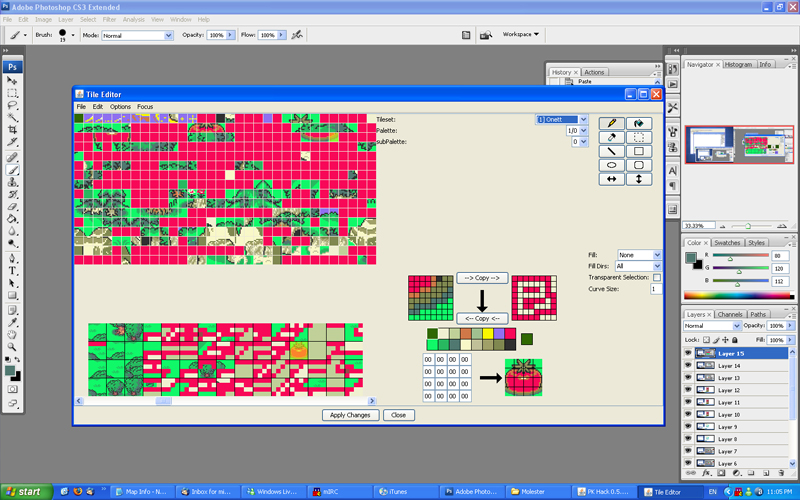 Adobe Photoshop CS3 Extended
File Edit Image Layer Select Filter Analysis View Window Help
Brush: 19 Mode: Normal Opacity: 100% Flow: 100% Workspace
History Actions
Paste
Navigator Histogram Info
33.33%
Color Swatches Styles
R 80
G 120
B 112
Layers Channels Paths
Normal Opacity: 100%
Lock: Fill: 100%
Layer 15
Layer 14
Layer 13
Layer 12
Layer 11
Layer 10
Layer 9
Layer 8
Layer 7
Layer 6
Ps
Tile Editor
File Edit Options Focus
Tileset: 1] Onett
Palette: 1/0
subPalette: 0
Fill: None
Fill Dirs: All
Transparent Selection:
Curve Size: 1
--> Copy -->
<-- Copy <--
00 00 00 00
00 00 00 00
00 00 00 00
00 00 00 00
Apply Changes Close
start
Map Info - N...
Inbox for mi...
Windows Liv...
mIRC
iTunes
Adobe Photo...
Molester
PK Hack 0.5....
Tile Editor
EN
11:05 PM